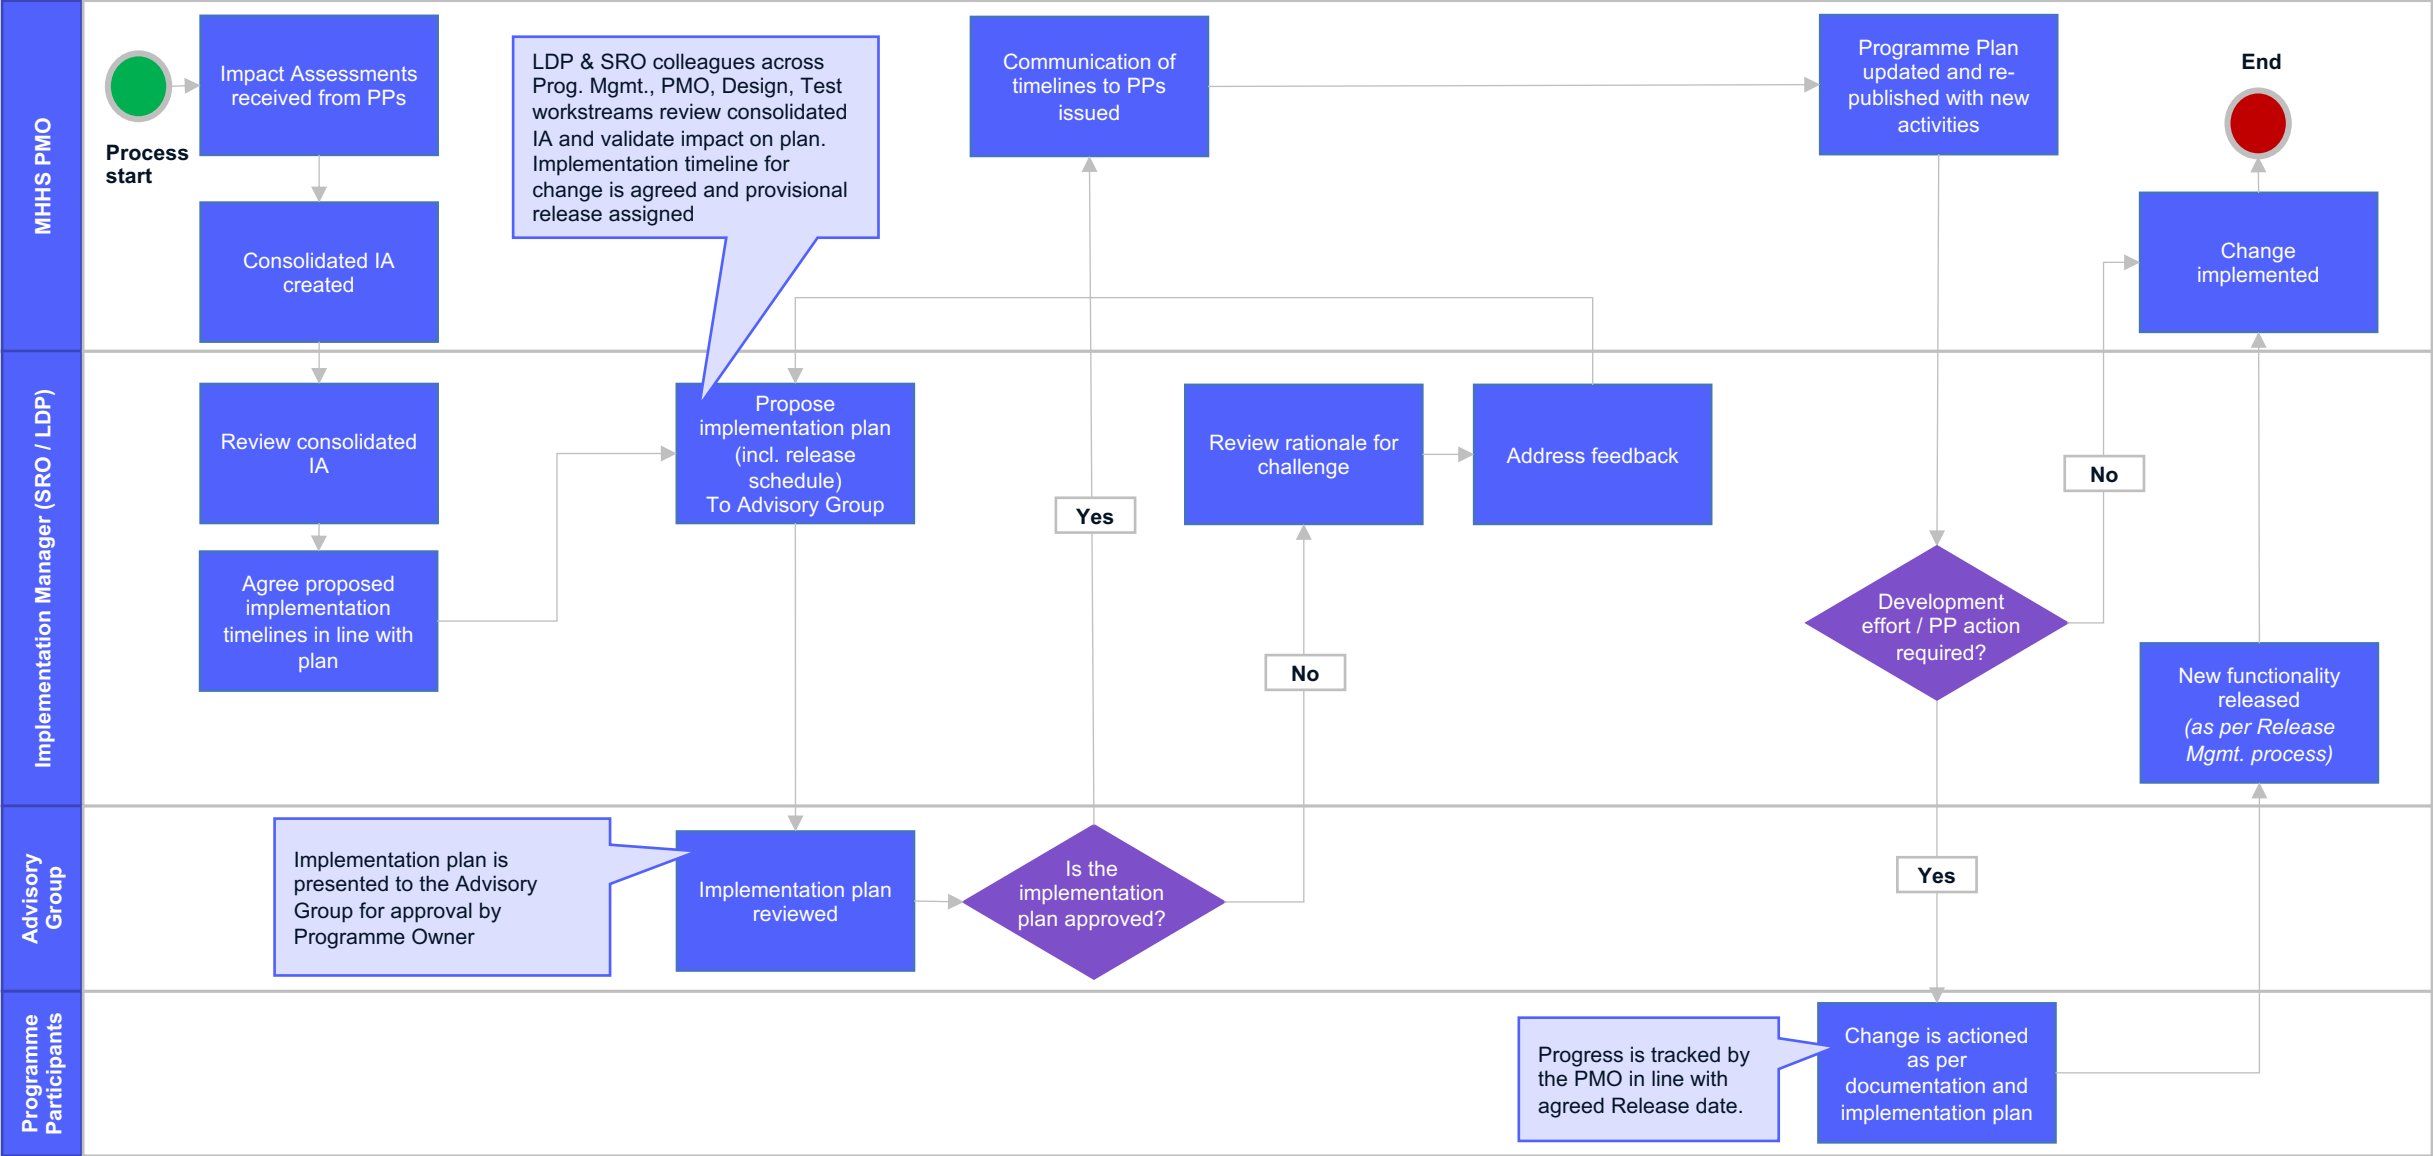 MHHS PMO
Process
start
Impact Assessments
received from PPs
Consolidated IA
created
LDP & SRO colleagues across
Prog. Mgmt., PMO, Design, Test
workstreams review consolidated
IA and validate impact on plan.
Implementation timeline for
change is agreed and provisional
release assigned
Communication of
timelines to PPs
issued
Programme Plan
updated and re-
published with new
activities
End
Change
implemented
Implementation Manager (SRO / LDP)
Review consolidated
IA
Agree proposed
implementation
timelines in line with
plan
Propose
implementation plan
(incl. release
schedule)
To Advisory Group
Yes
Review rationale for
challenge
Address feedback
No
Development
effort / PP action
required?
No
New functionality
released
(as per Release
Mgmt. process)
Advisory
Group
Implementation plan is
presented to the Advisory
Group for approval by
Programme Owner
Implementation plan
reviewed
Is the
implementation
plan approved?
Yes
Programme
Participants
Progress is tracked by
the PMO in line with
agreed Release date.
Change is actioned
as per
documentation and
implementation plan